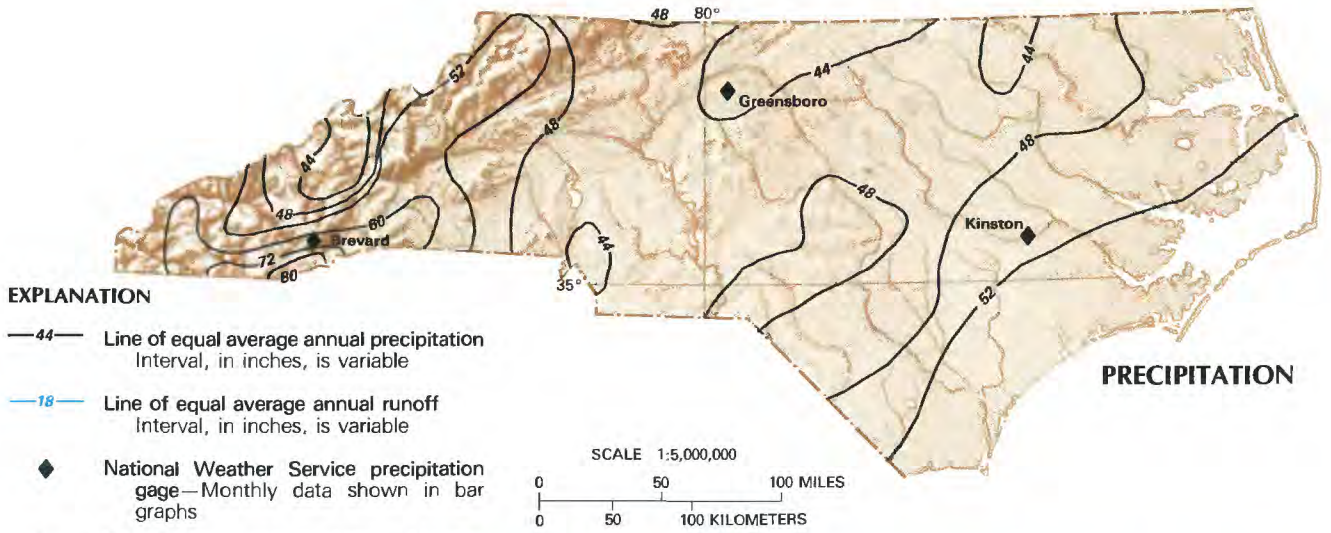 48
80°
52
44
44
Greensboro
44
48
48
48
48
60
Brevard
Kinston
72
80
44
35°
52
PRECIPITATION
EXPLANATION
44 Line of equal average annual precipitation
Interval, in inches, is variable
18 Line of equal average annual runoff
Interval, in inches, is variable
National Weather Service precipitation
gage—Monthly data shown in bar
graphs
SCALE 1:5,000,000
0 50 100 MILES
0 50 100 KILOMETERS